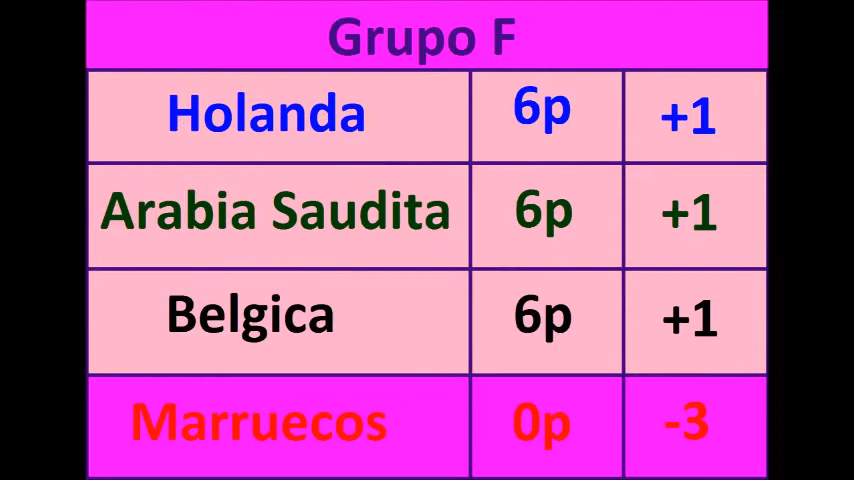 Grupo F
Holanda 6p +1
Arabia Saudita 6p +1
Belgica 6p +1
Marruecos 0p -3